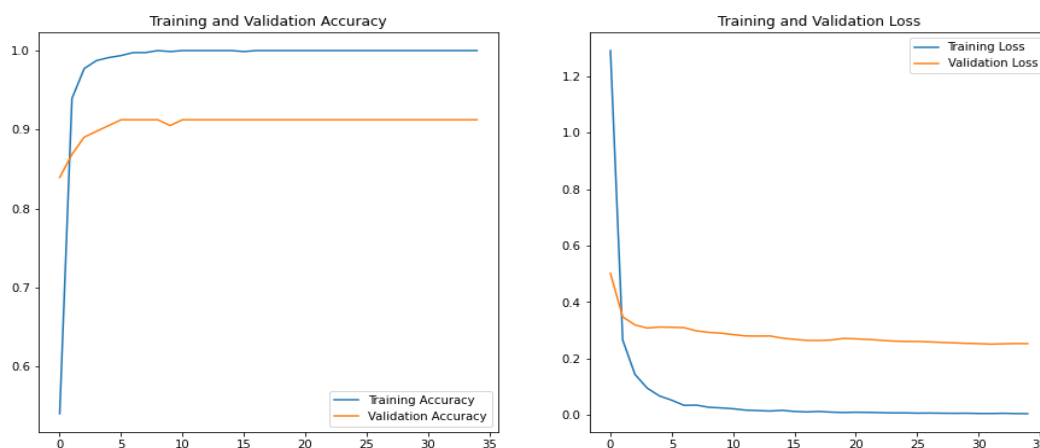 Training and Validation Accuracy
1.0
0.9
0.8
0.7
0.6
0 5 10 15 20 25 30 35
Training Accuracy
Validation Accuracy
Training and Validation Loss
1.2
1.0
0.8
0.6
0.4
0.2
0.0
0 5 10 15 20 25 30 35
Training Loss
Validation Loss